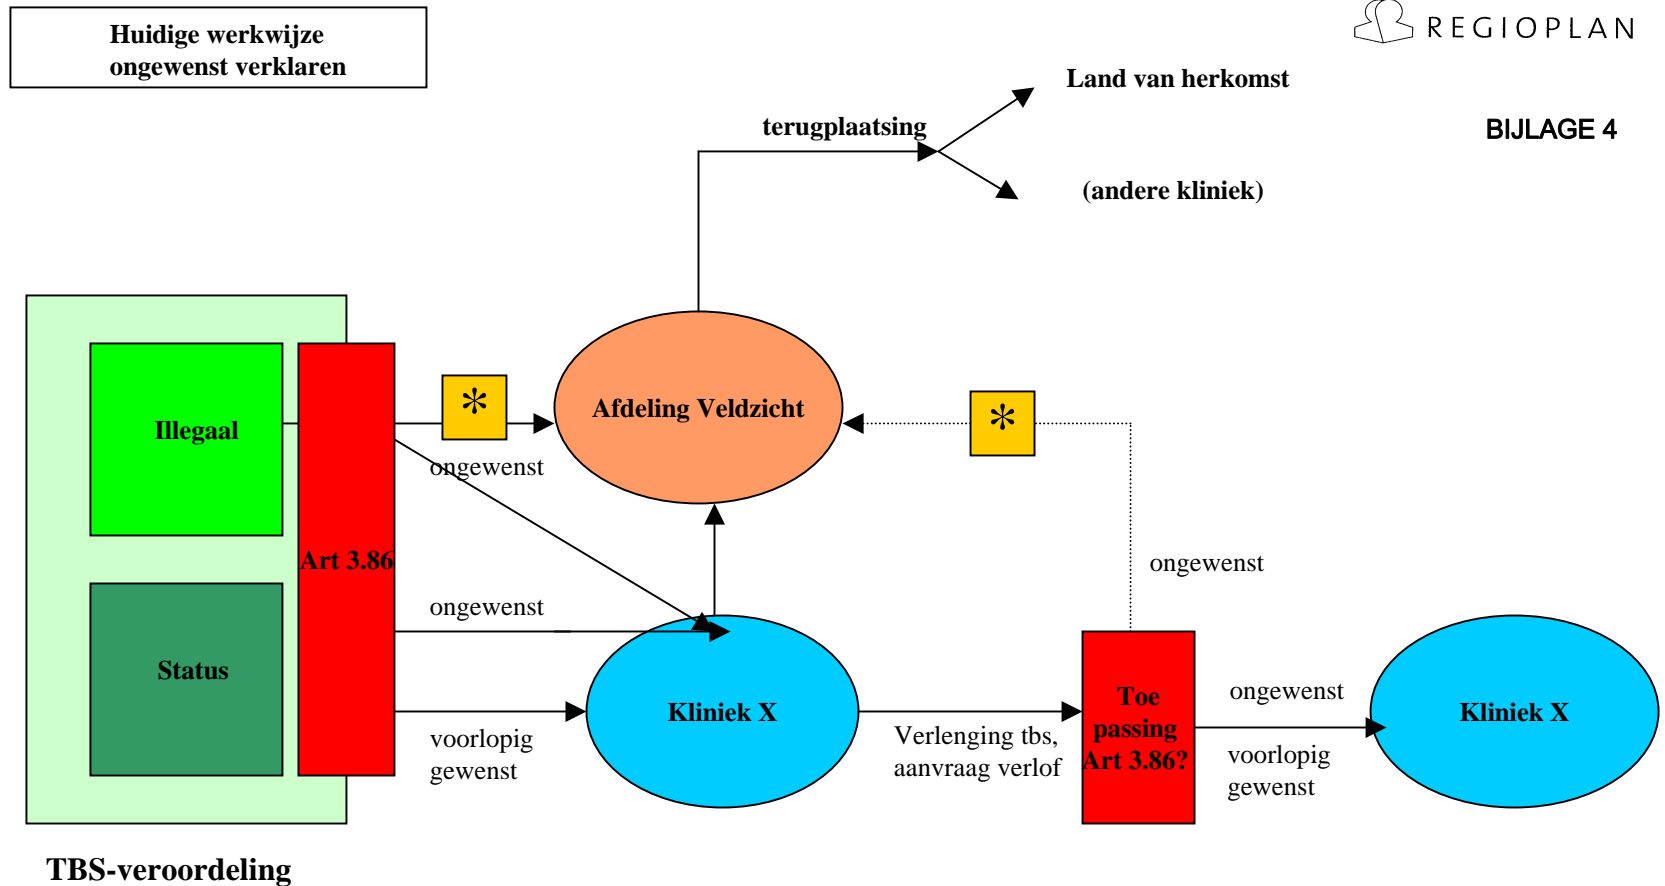 Huidige werkwijze
ongewenst verklaren
REGIOPLAN
BIJLAGE 4
Land van herkomst
terugplaatsing
(andere kliniek)
Illegaal
*
Afdeling Veldzicht
*
ongewenst
Art 3.86
ongewenst
ongewenst
Status
voorlopig
gewenst
Kliniek X
Verlenging tbs,
aanvraag verlof
Toe
passing
Art 3.86?
ongewenst
voorlopig
gewenst
Kliniek X
TBS-veroordeling